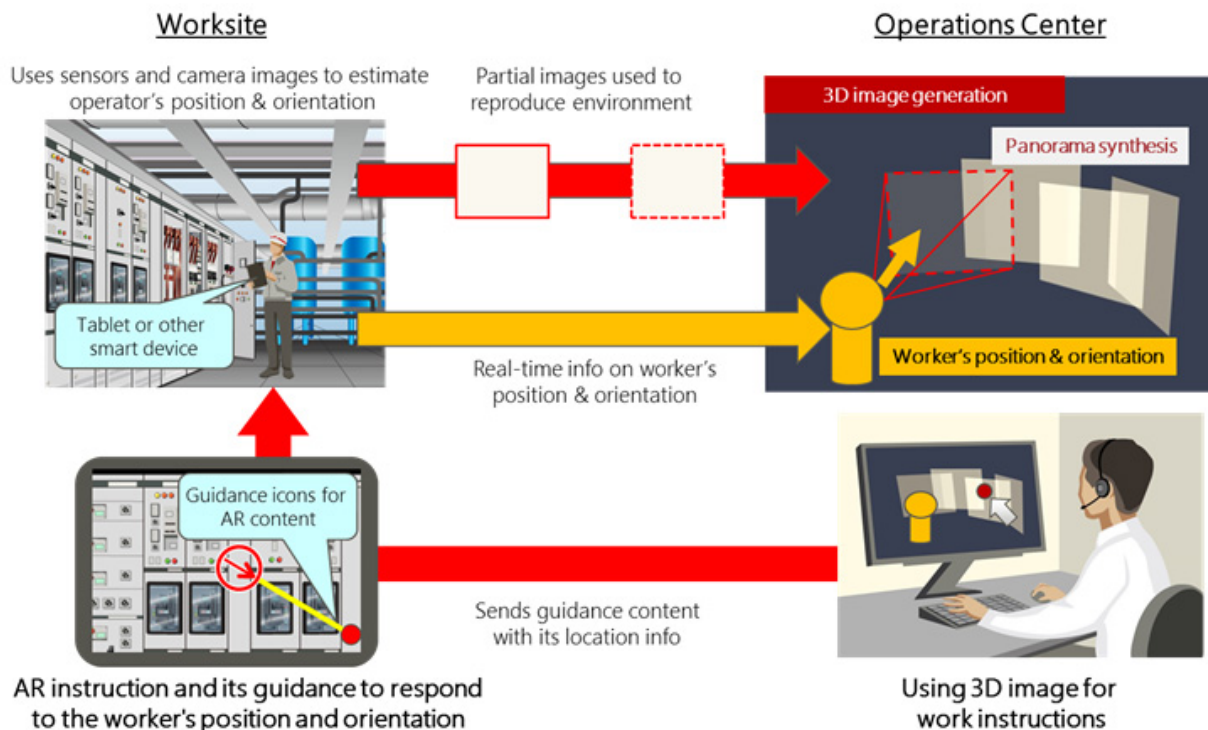 Worksite
Operations Center
Uses sensors and camera images to estimate
operator's position & orientation
Partial images used to
reproduce environment
3D image generation
Panorama synthesis
Tablet or other
smart device
Real-time info on worker's
position & orientation
Worker's position & orientation
Guidance icons for
AR content
Sends guidance content
with its location info
AR instruction and its guidance to respond
to the worker's position and orientation
Using 3D image for
work instructions